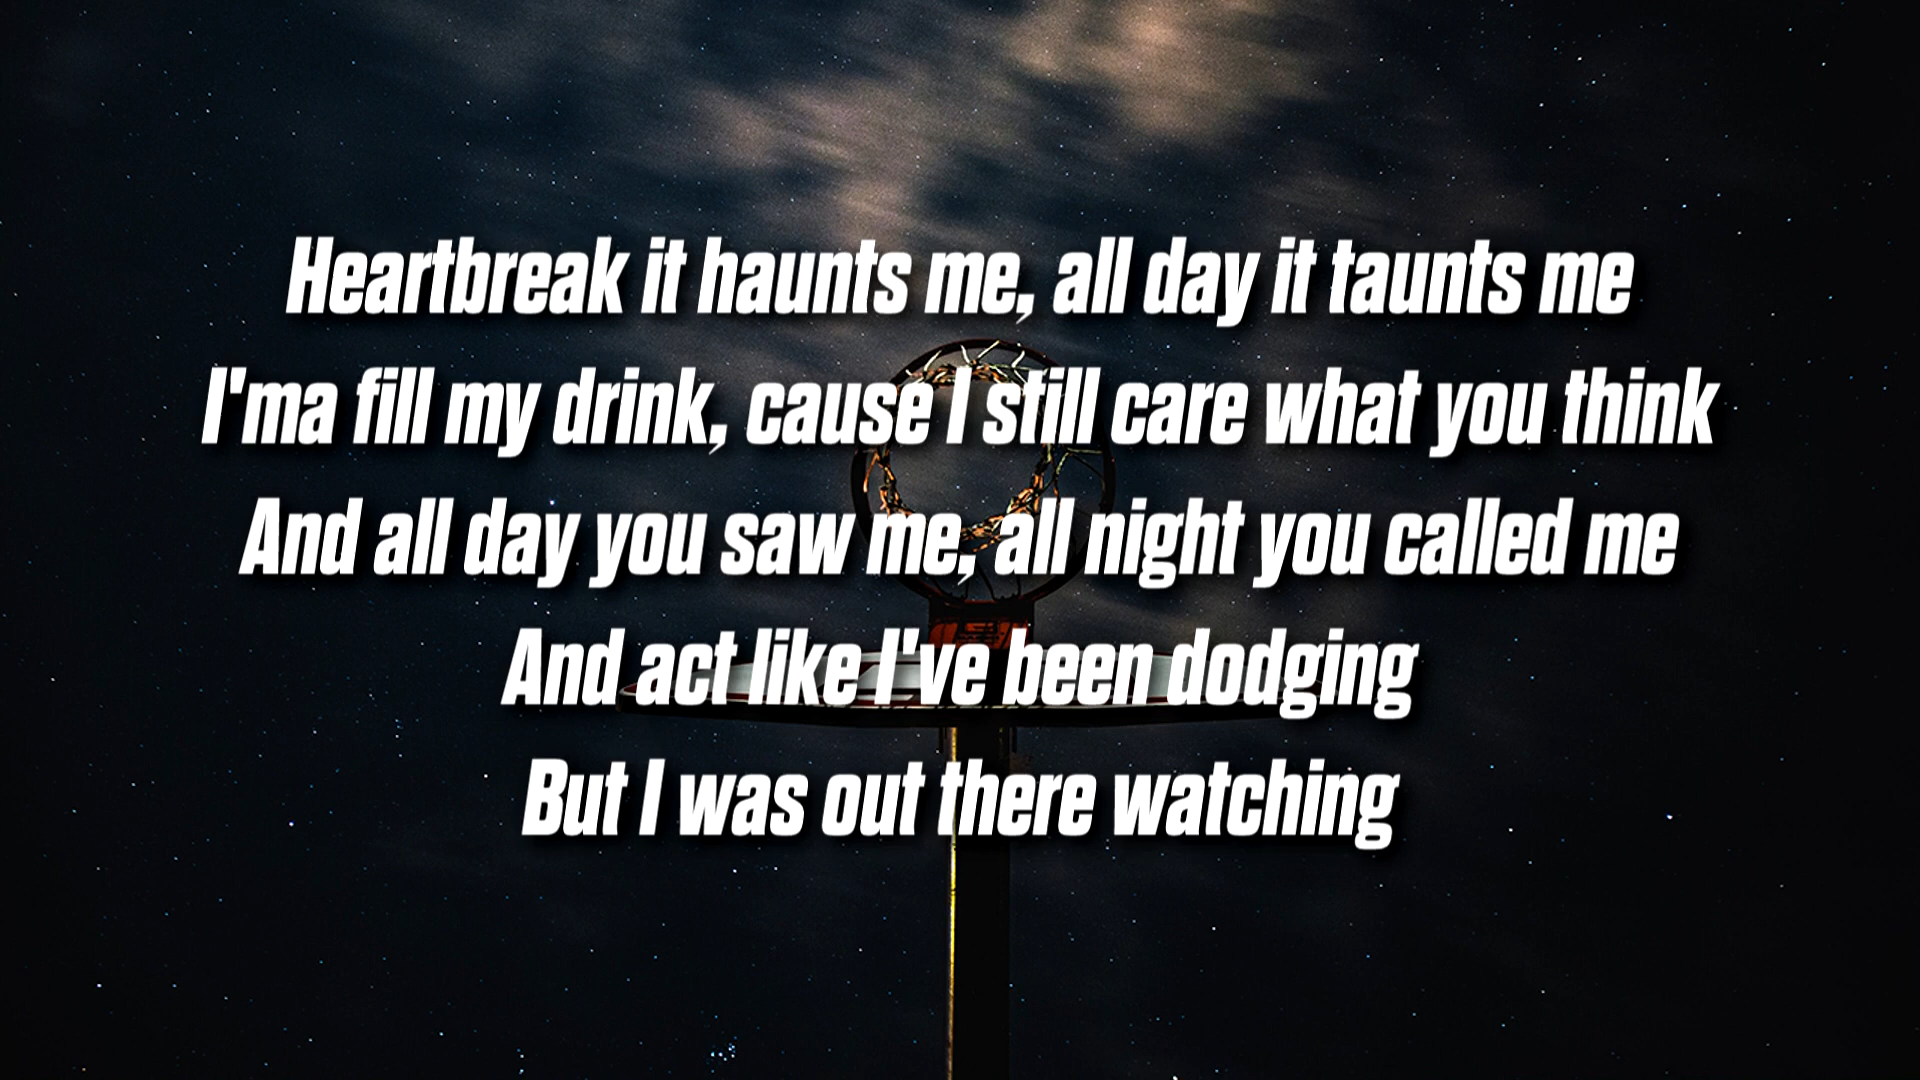 Heartbreak it haunts me, all day it taunts me
I'ma fill my drink, cause I still care what you think
And all day you saw me, all night you called me
And act like I've been dodging
But I was out there watching